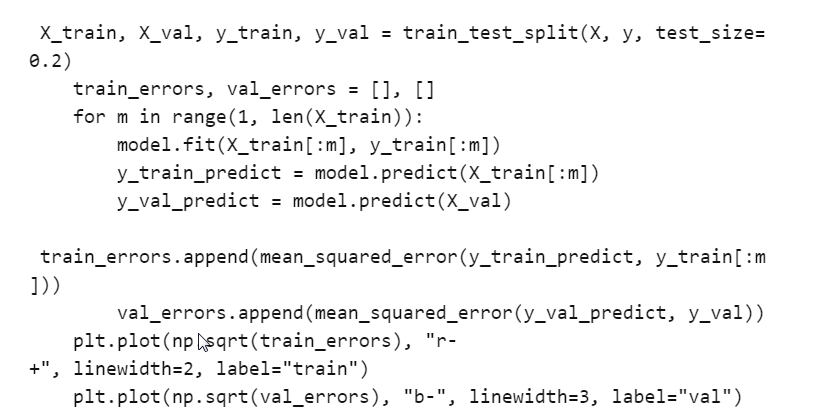 X_train, X_val, y_train, y_val = train_test_split(X, y, test_size=
0.2)
    train_errors, val_errors = [], []
    for m in range(1, len(X_train)):
        model.fit(X_train[:m], y_train[:m])
        y_train_predict = model.predict(X_train[:m])
        y_val_predict = model.predict(X_val)

 train_errors.append(mean_squared_error(y_train_predict, y_train[:m
]))
        val_errors.append(mean_squared_error(y_val_predict, y_val))
    plt.plot(np.sqrt(train_errors), "r-
+", linewidth=2, label="train")
    plt.plot(np.sqrt(val_errors), "b-", linewidth=3, label="val")